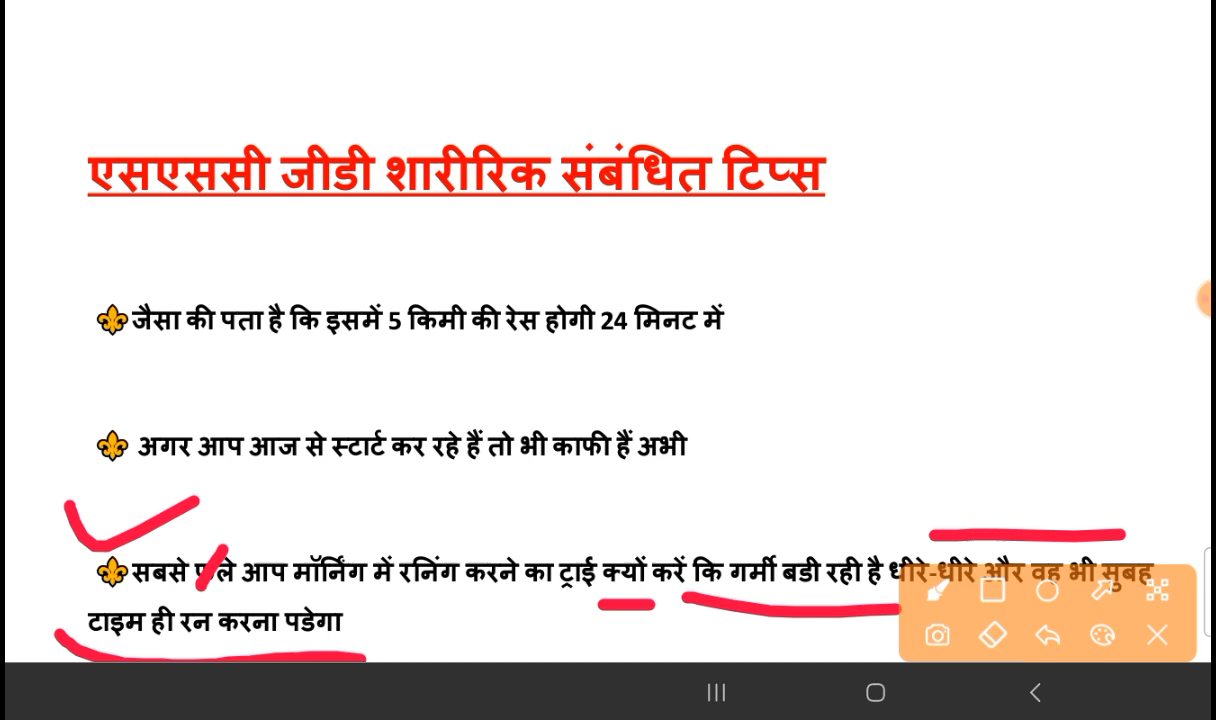 एसएससी जीडी शारीरिक संबंधित टिप्स
जैसा की पता है कि इसमें 5 किमी की रेस होगी 24 मिनट में
अगर आप आज से स्टार्ट कर रहे हैं तो भी काफी हैं अभी
सबसे आप मॉर्निंग में रनिंग करने का ट्राई क्यों करें कि गर्मी बडी रही है धीरे-धीरे और वह भी सुबह
टाइम ही रन करना पडेगा